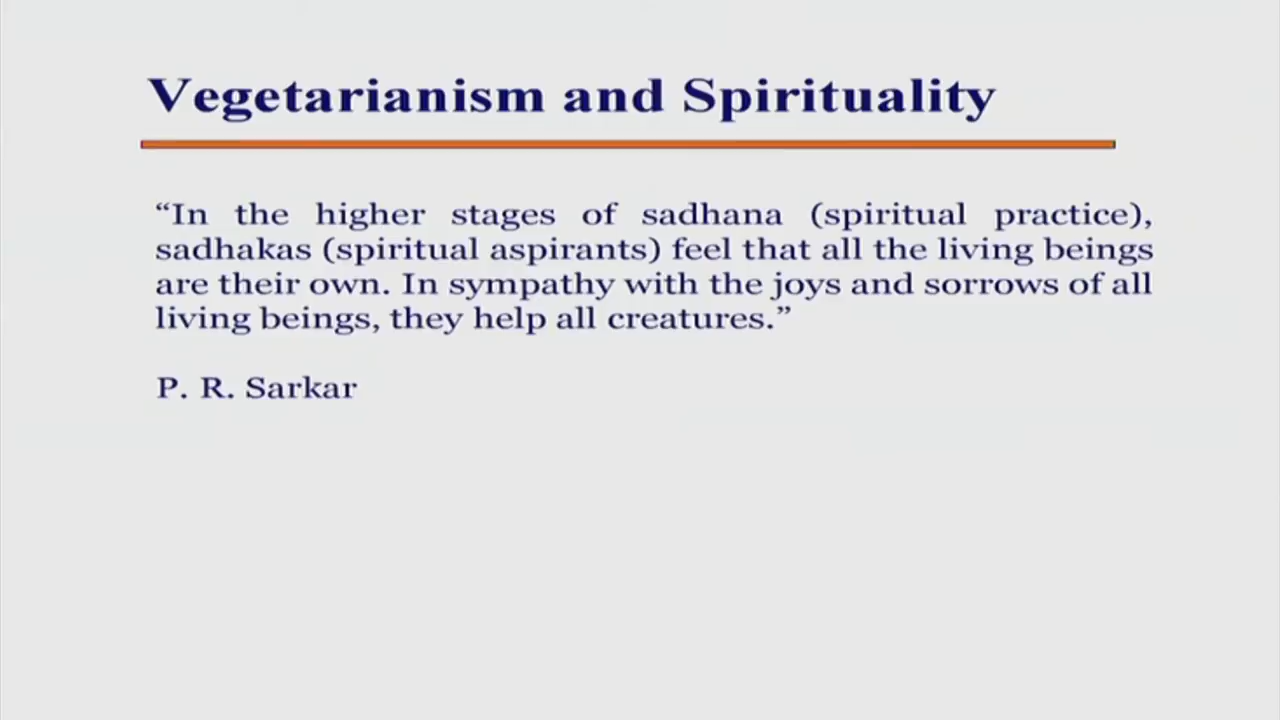 Vegetarianism and Spirituality
“In the higher stages of sadhana (spiritual practice),
sadhakas (spiritual aspirants) feel that all the living beings
are their own. In sympathy with the joys and sorrows of all
living beings, they help all creatures.”
P. R. Sarkar